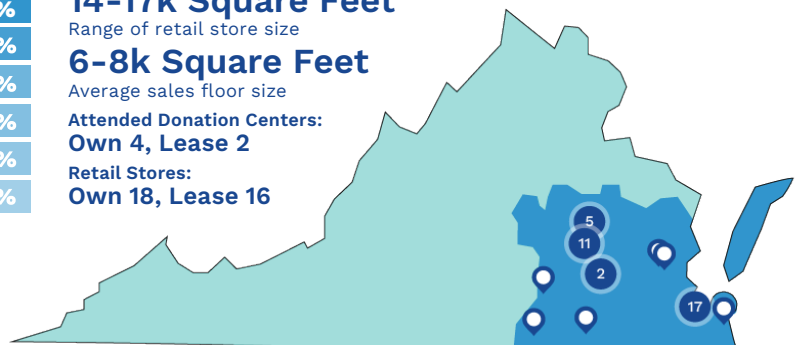 14-17k Square Feet
Range of retail store size
6-8k Square Feet
Average sales floor size
Attended Donation Centers:
Own 4, Lease 2
Retail Stores:
Own 18, Lease 16
%
%
%
%
%
%
5
11
2
17